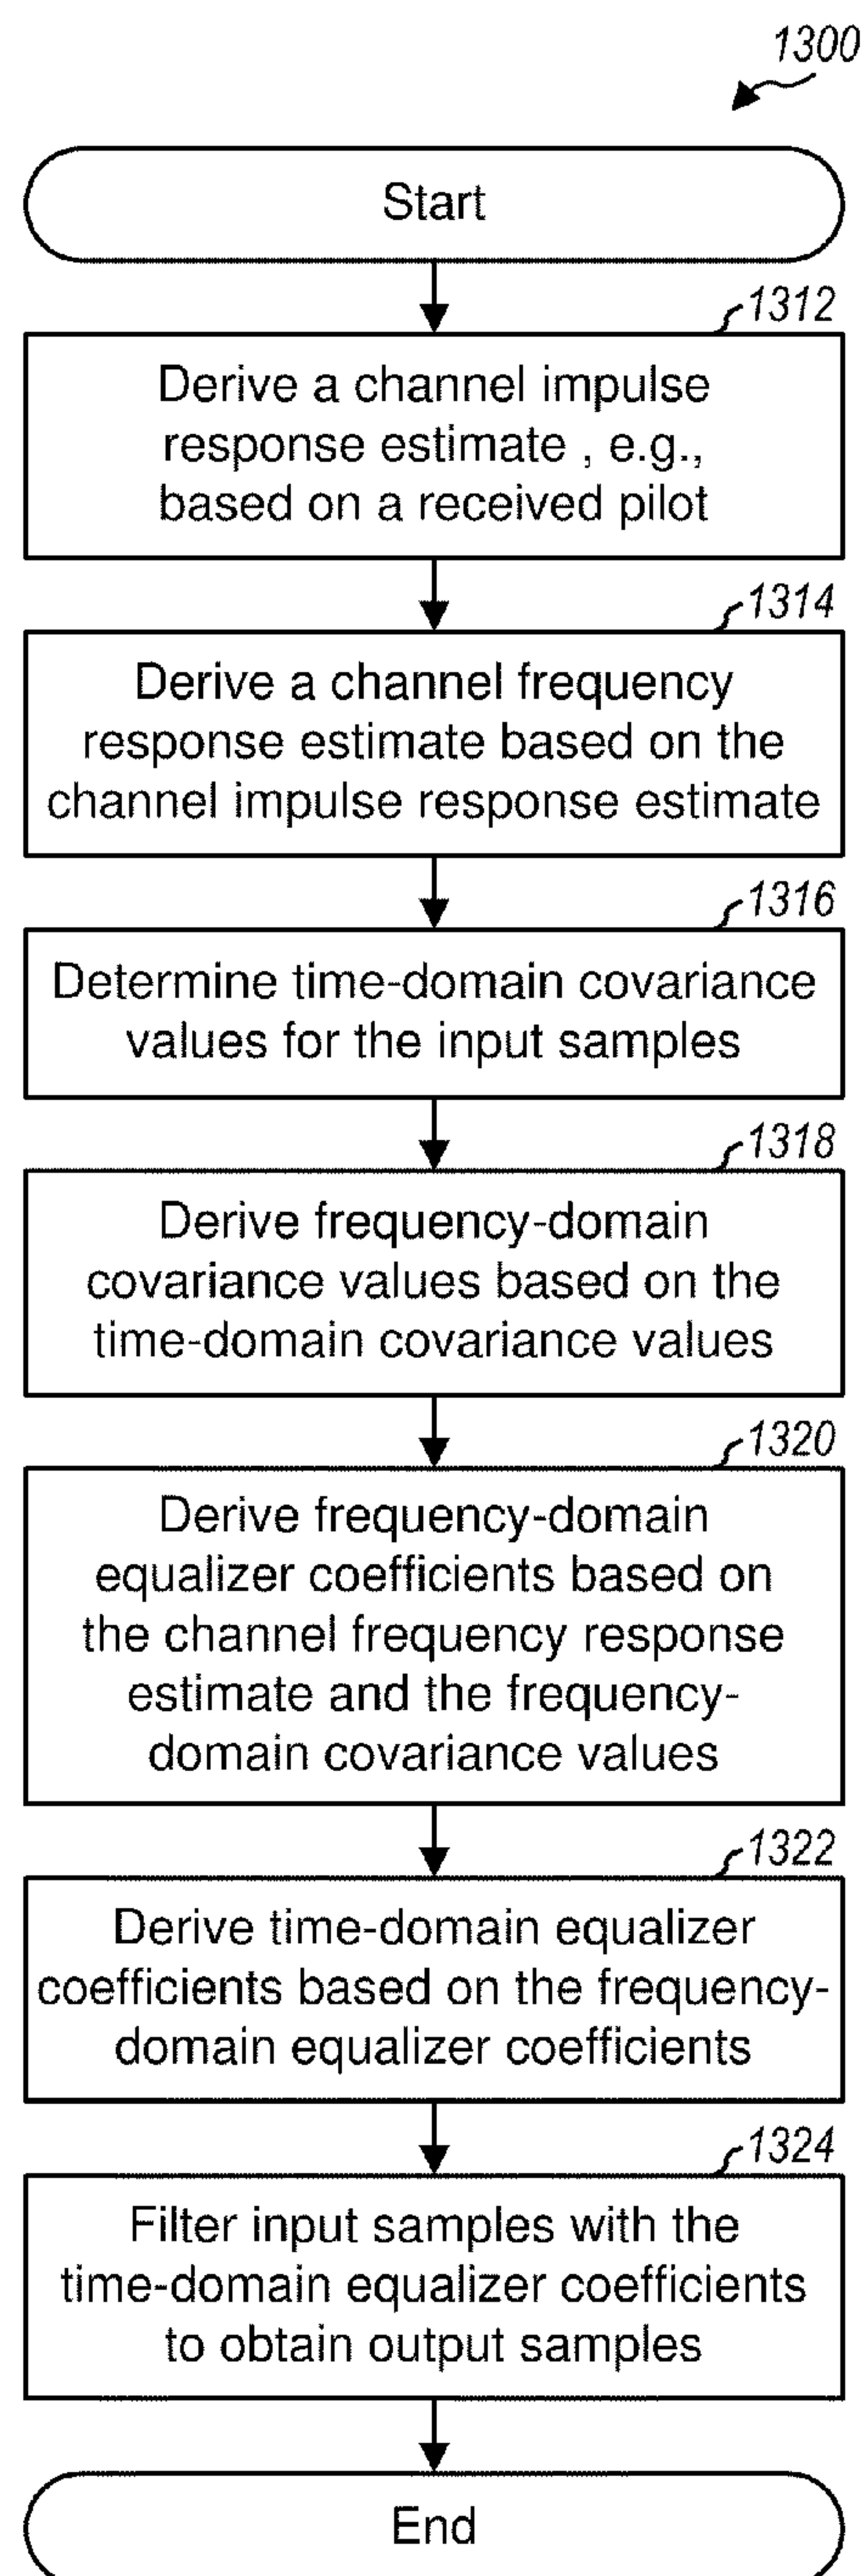 1300
Start
1312
Derive a channel impulse
response estimate , e.g.,
based on a received pilot
1314
Derive a channel frequency
response estimate based on the
channel impulse response estimate
1316
Determine time-domain covariance
values for the input samples
1318
Derive frequency-domain
covariance values based on the
time-domain covariance values
1320
Derive frequency-domain
equalizer coefficients based on
the channel frequency response
estimate and the frequency-
domain covariance values
1322
Derive time-domain equalizer
coefficients based on the frequency-
domain equalizer coefficients
1324
Filter input samples with the
time-domain equalizer coefficients
to obtain output samples
End